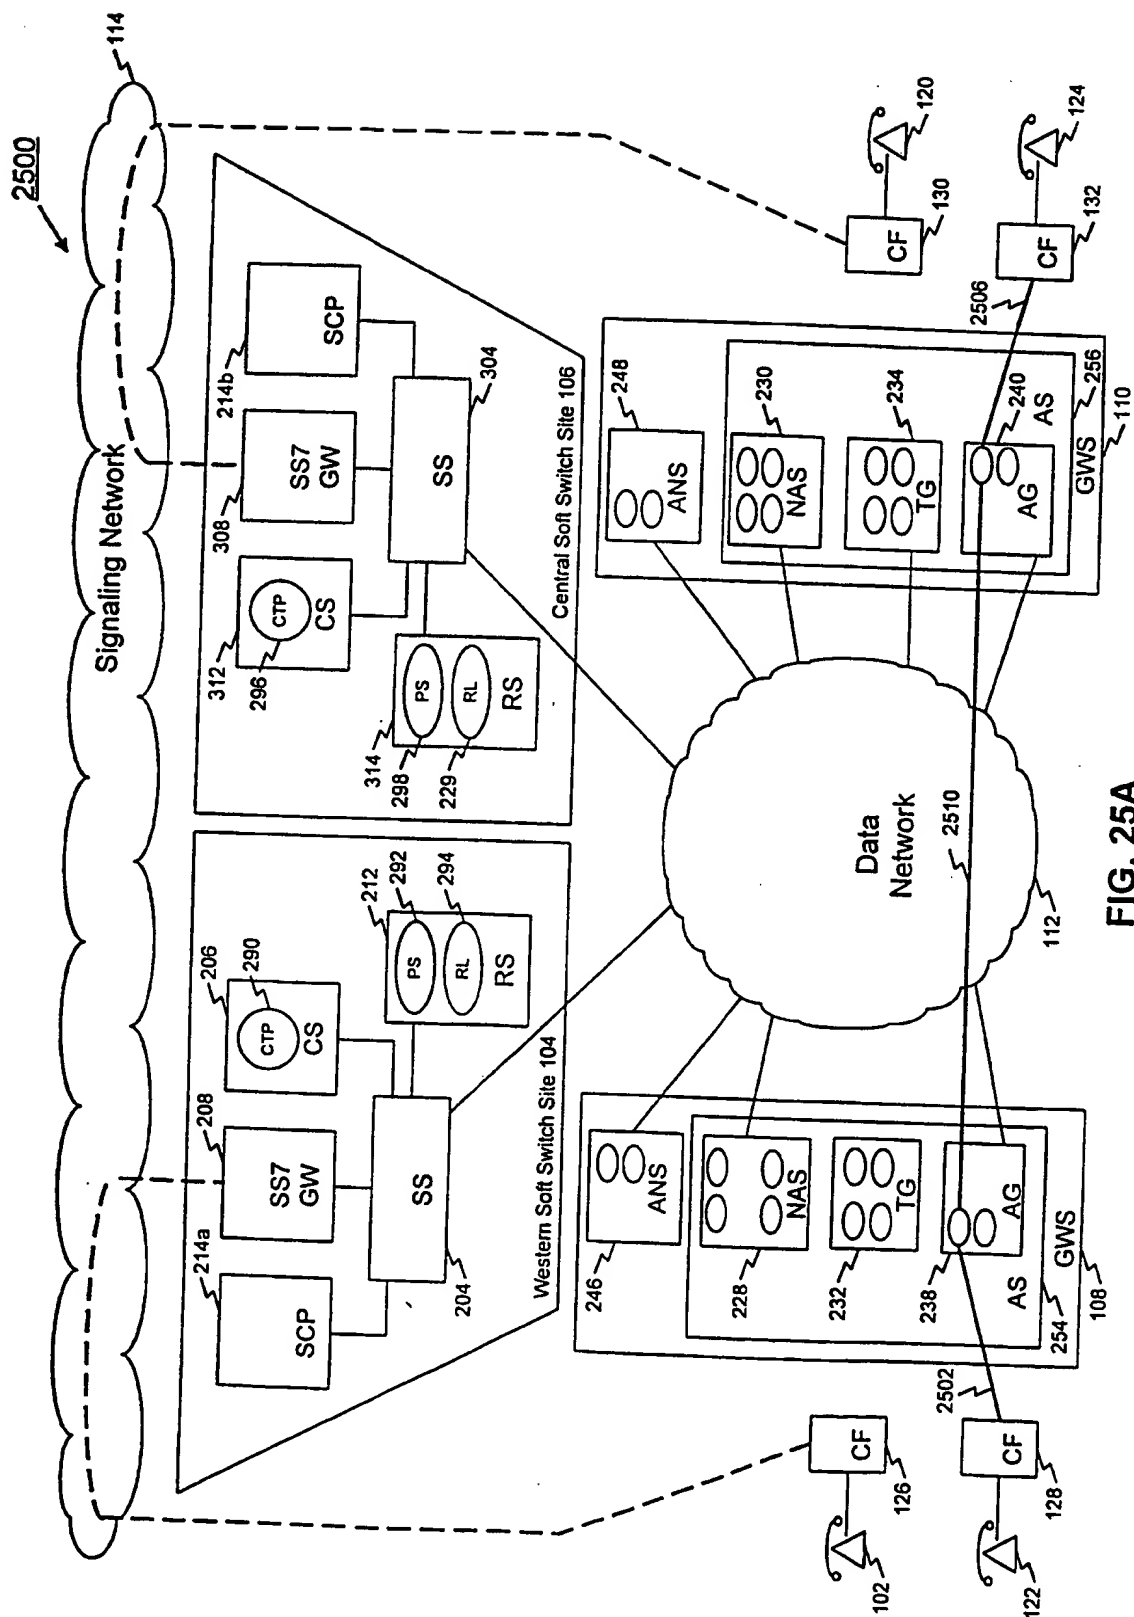 2500
114
Signaling Network
214a
SCP
208
SS7
GW
206
290
CTP
CS
212
292
294
PS
RL
RS
SS
204
Western Soft Switch Site 104
312
296
CTP
CS
308
SS7
GW
214b
SCP
314
298
229
PS
RL
RS
SS
304
Central Soft Switch Site 106
102
CF
126
122
CF
128
2502
246
ANS
228
NAS
232
TG
238
AG
AS
254
GWS
108
Data
Network
2510
112
248
ANS
230
NAS
234
TG
240
AG
AS
256
GWS
110
2506
CF
130
120
CF
132
124
FIG. 25A